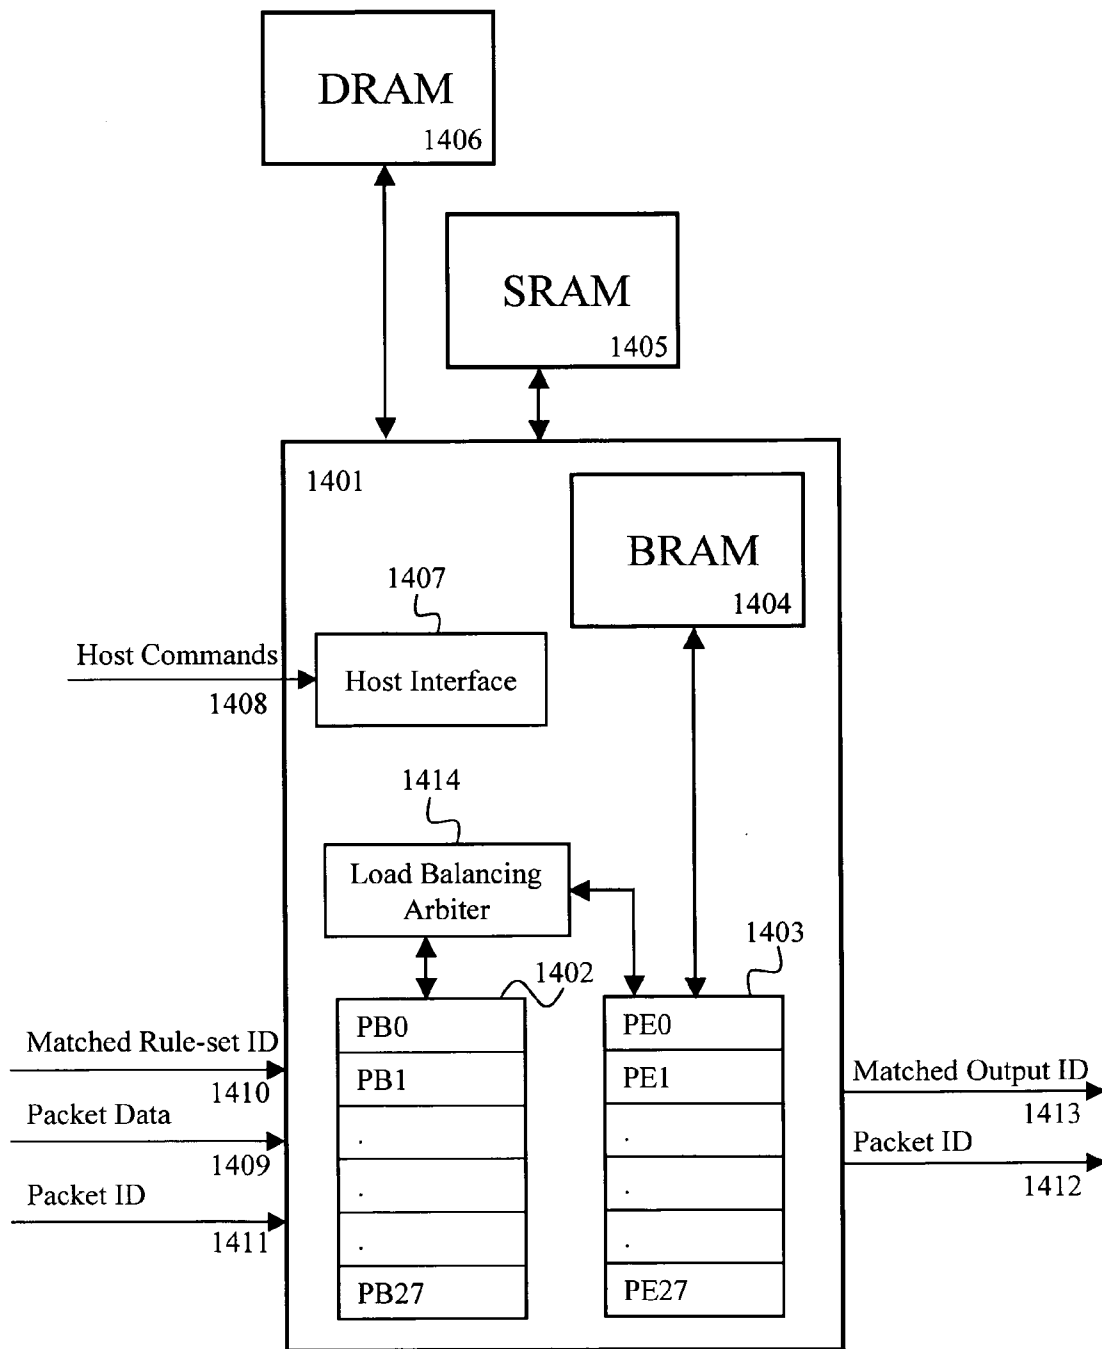 DRAM
1406
SRAM
1405
1401
BRAM
1404
1407
Host Commands
1408
Host Interface
1414
Load Balancing
Arbiter
1403
1402
PB0
PB1
.
.
.
PB27
PE0
PE1
.
.
.
PE27
Matched Rule-set ID
1410
Packet Data
1409
Packet ID
1411
Matched Output ID
1413
Packet ID
1412